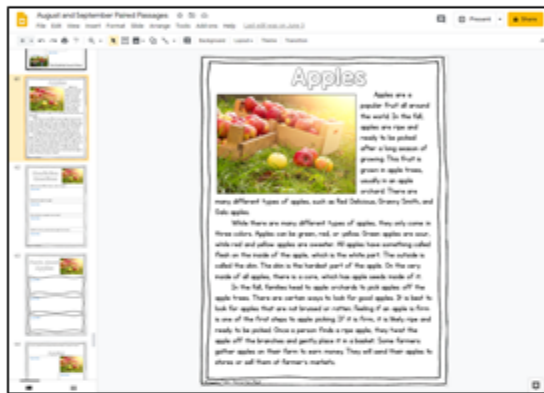 August and September Paired Passages
File Edit View Insert Format Slide Arrange Tools Add-ons Help Last edit was on June 3
Present
Share
Background Layout Theme Transition
Apples
Apples are a
popular fruit all around
the world. In the fall,
apples are ripe and
ready to be picked
after a long season of
growing. This fruit is
grown in apple trees,
usually in an apple
orchard. There are
many different types of apples, such as Red Delicious, Granny Smith, and
Gala apples.
While there are many different types of apples, they only come in
three colors. Apples can be green, red, or yellow. Green apples are sour,
while red and yellow apples are sweeter. All apples have something called
flesh on the inside of the apple, which is the white part. The outside is
called the skin. The skin is the hardest part of the apple. On the very
inside of all apples, there is a core, which has apple seeds inside of it.
In the fall, families head to apple orchards to pick apples off the
apple trees. There are certain ways to look for good apples. It is best to
look for apples that are not bruised or rotten. Feeling if an apple is firm
is one of the first steps to apple picking. If it is firm, it is likely ripe and
ready to be picked. Once a person finds a ripe apple, they twist the
apple off the branches and gently place it in a basket. Some farmers
gather apples on their farm to earn money. They will send their apples to
stores or sell them at farmer's markets.